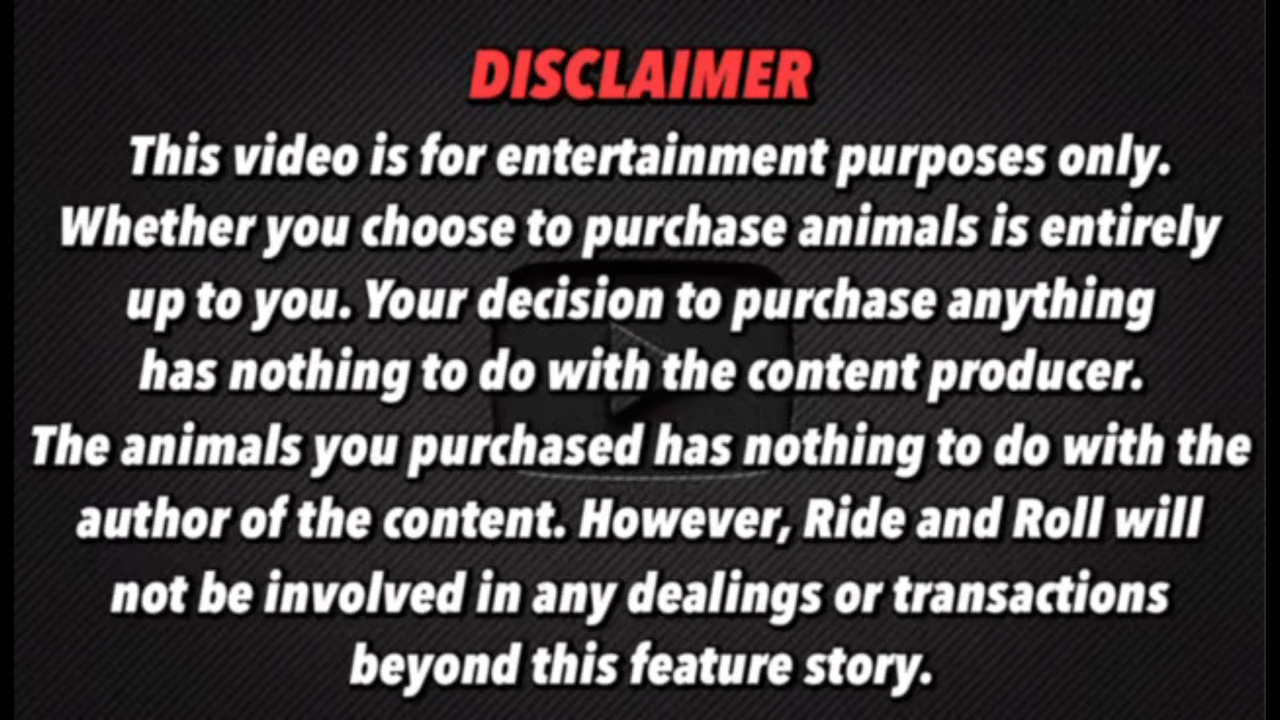 DISCLAIMER
This video is for entertainment purposes only.
Whether you choose to purchase animals is entirely
up to you. Your decision to purchase anything
has nothing to do with the content producer.
The animals you purchased has nothing to do with the
author of the content. However, Ride and Roll will
not be involved in any dealings or transactions
beyond this feature story.